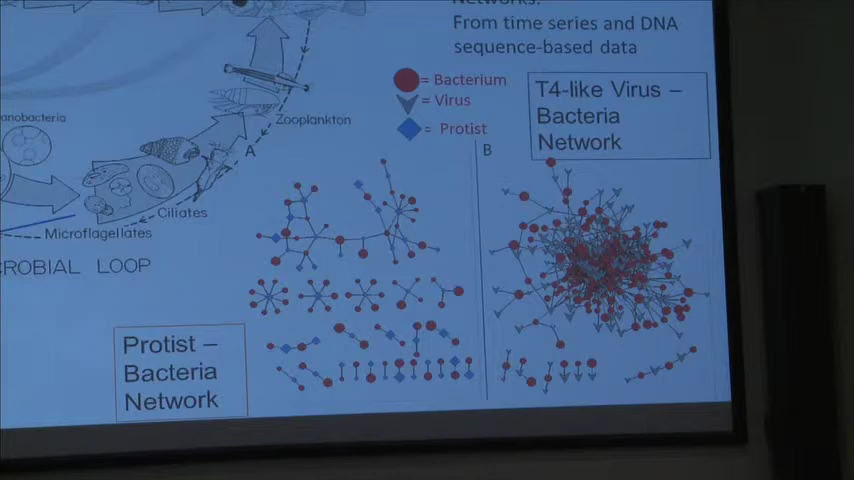 Networks:
From time series and DNA
sequence-based data
= Bacterium
= Virus
= Protist
T4-like Virus –
Bacteria
Network
anobacteria
Zooplankton
A
B
Ciliates
Microflagellates
CROBIAL LOOP
Protist –
Bacteria
Network